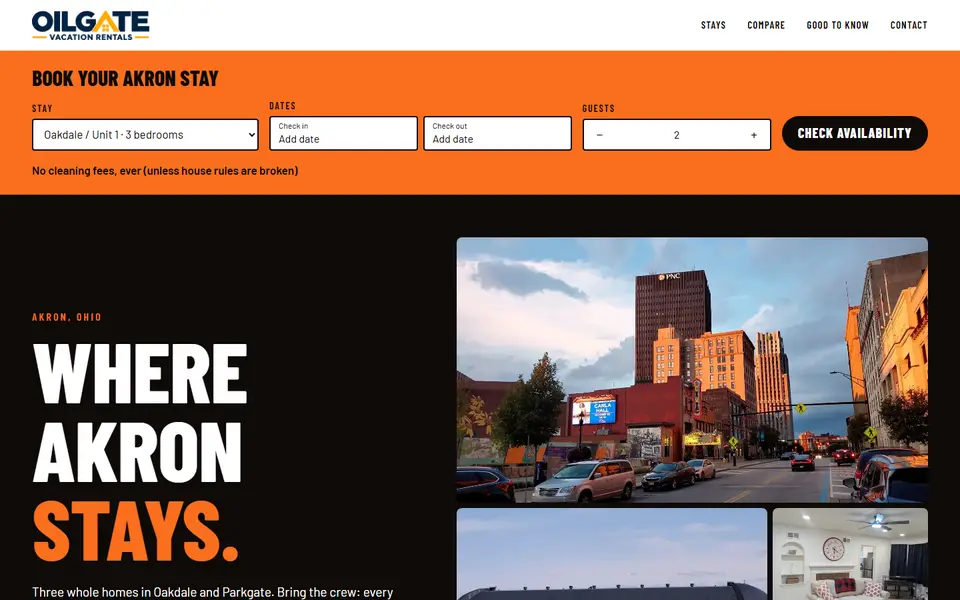 OILGATE
VACATION RENTALS
STAYS
COMPARE
GOOD TO KNOW
CONTACT
BOOK YOUR AKRON STAY
STAY
DATES
GUESTS
Oakdale / Unit 1 · 3 bedrooms
Check in
Add date
Check out
Add date
−
2
+
CHECK AVAILABILITY
No cleaning fees, ever (unless house rules are broken)
AKRON, OHIO
WHERE
AKRON
STAYS.
Three whole homes in Oakdale and Parkgate. Bring the crew: every
PNC
CARLA
HALL